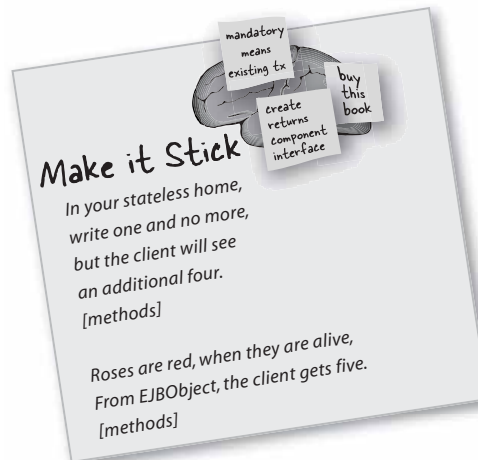 mandatory
means
existing tx
buy
this
book
create
returns
component
interface
Make it Stick
In your stateless home,
write one and no more,
but the client will see
an additional four.
[methods]
Roses are red, when they are alive,
From EJBObject, the client gets five.
[methods]